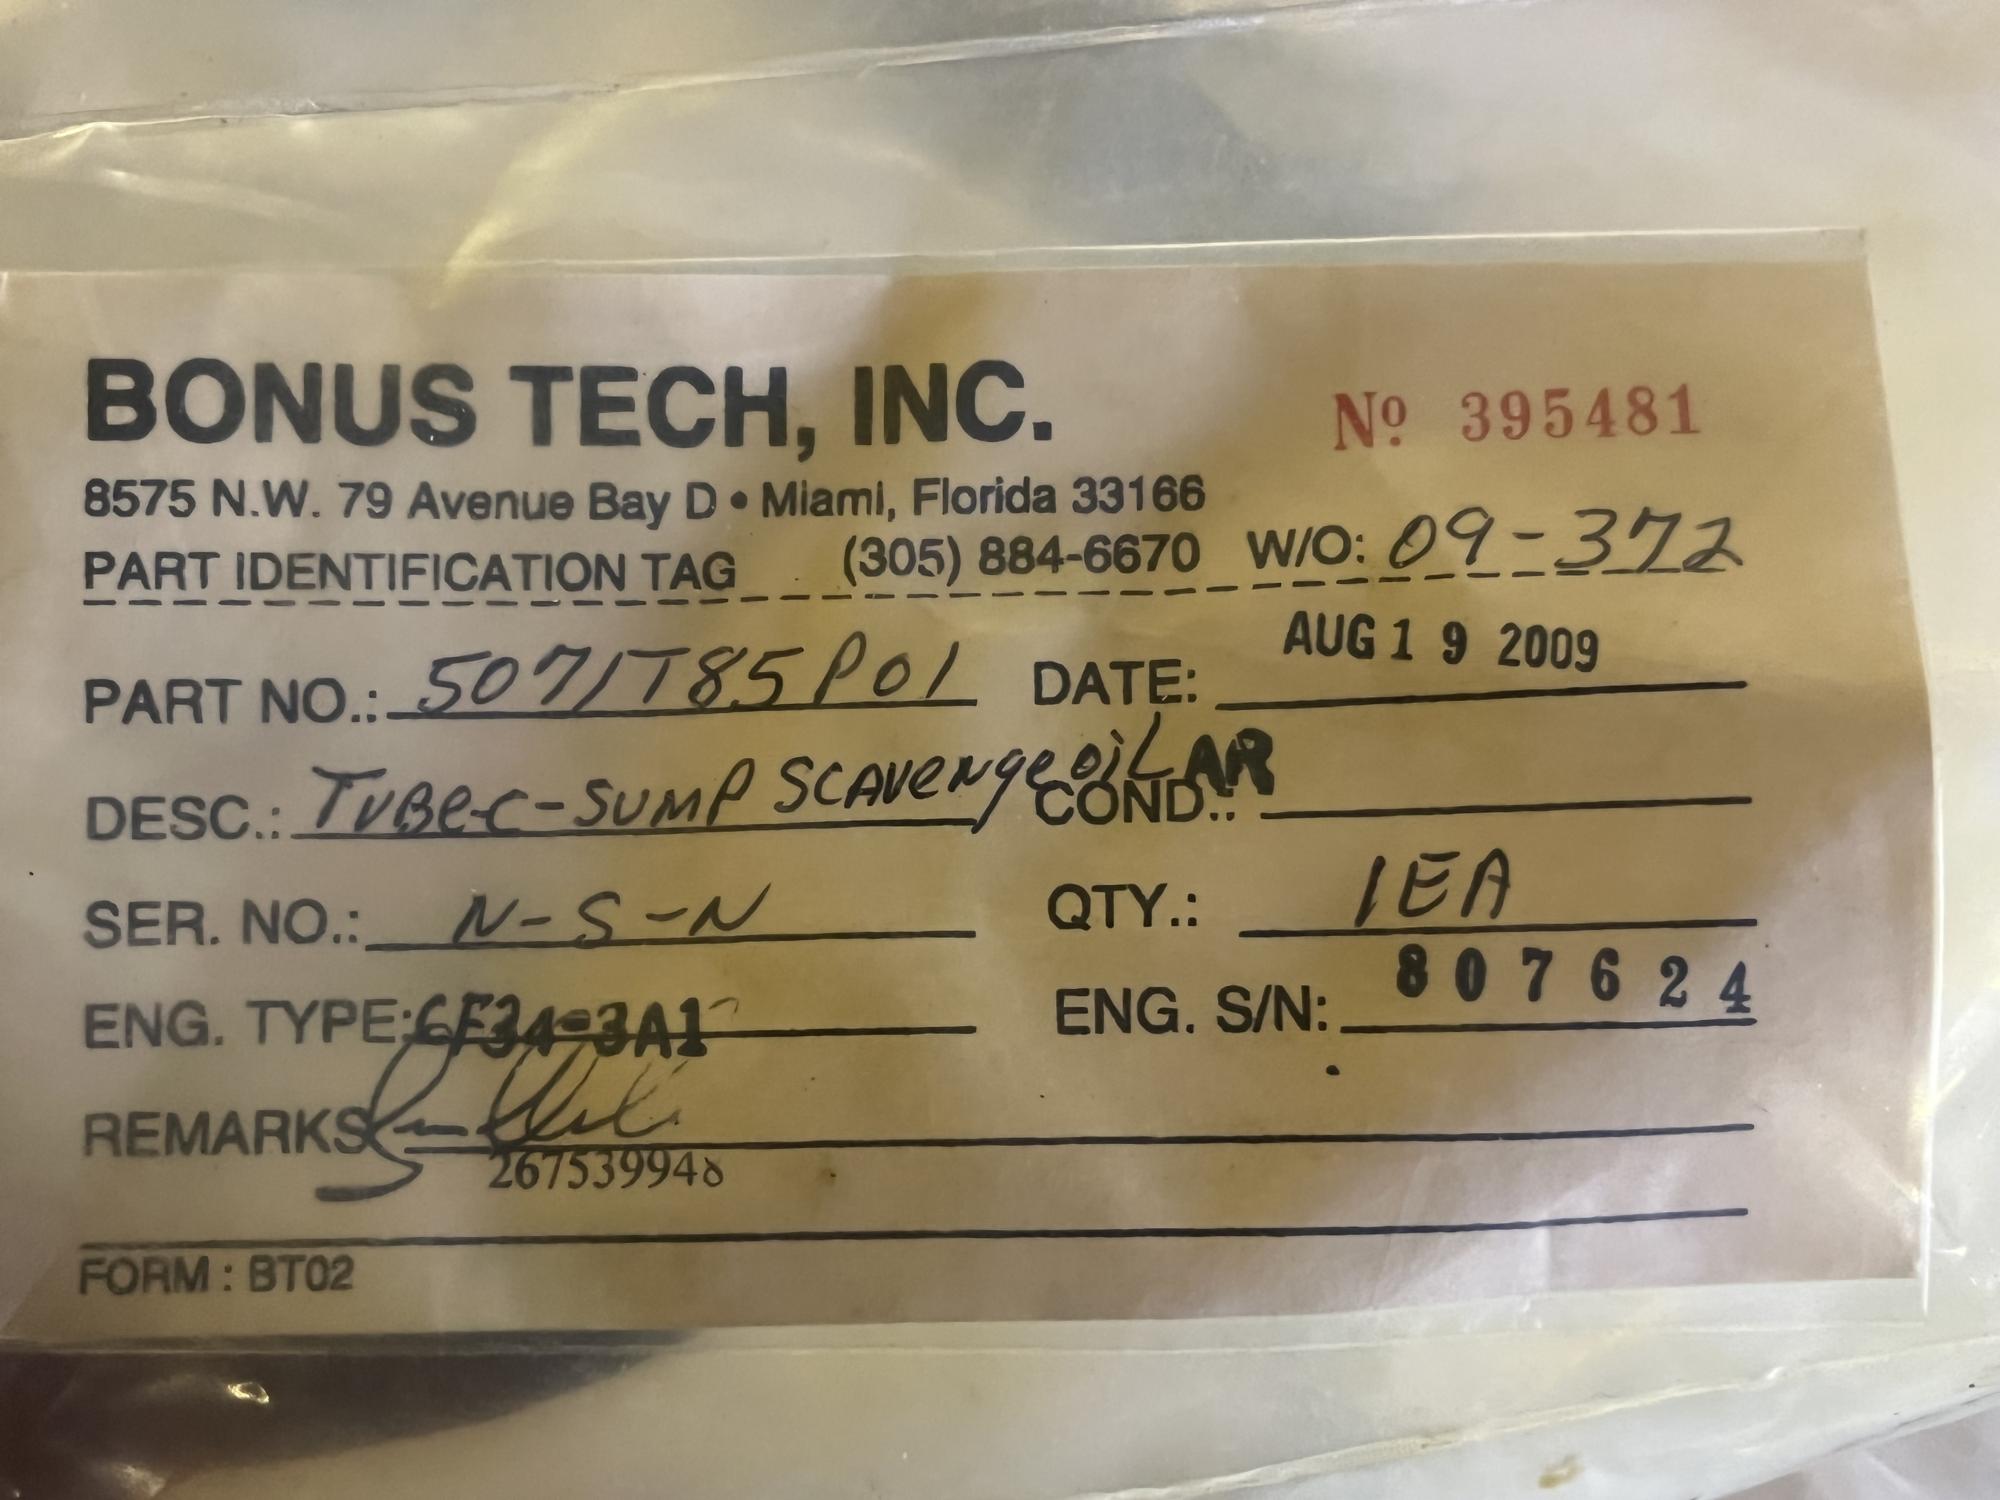 BONUS TECH, INC.
Nº 395481
8575 N.W. 79 Avenue Bay D • Miami, Florida 33166
PART IDENTIFICATION TAG (305) 884-6670 W/O: 09-372
PART NO.: 5071T85P01 DATE: AUG 19 2009
DESC.: TUBE-C-SUMP SCAVENGE OIL COND.: AR
SER. NO.: N-S-N QTY.: 1EA
ENG. TYPE: CF34-3A1 ENG. S/N: 807624
REMARKS
267539948
FORM : BT02